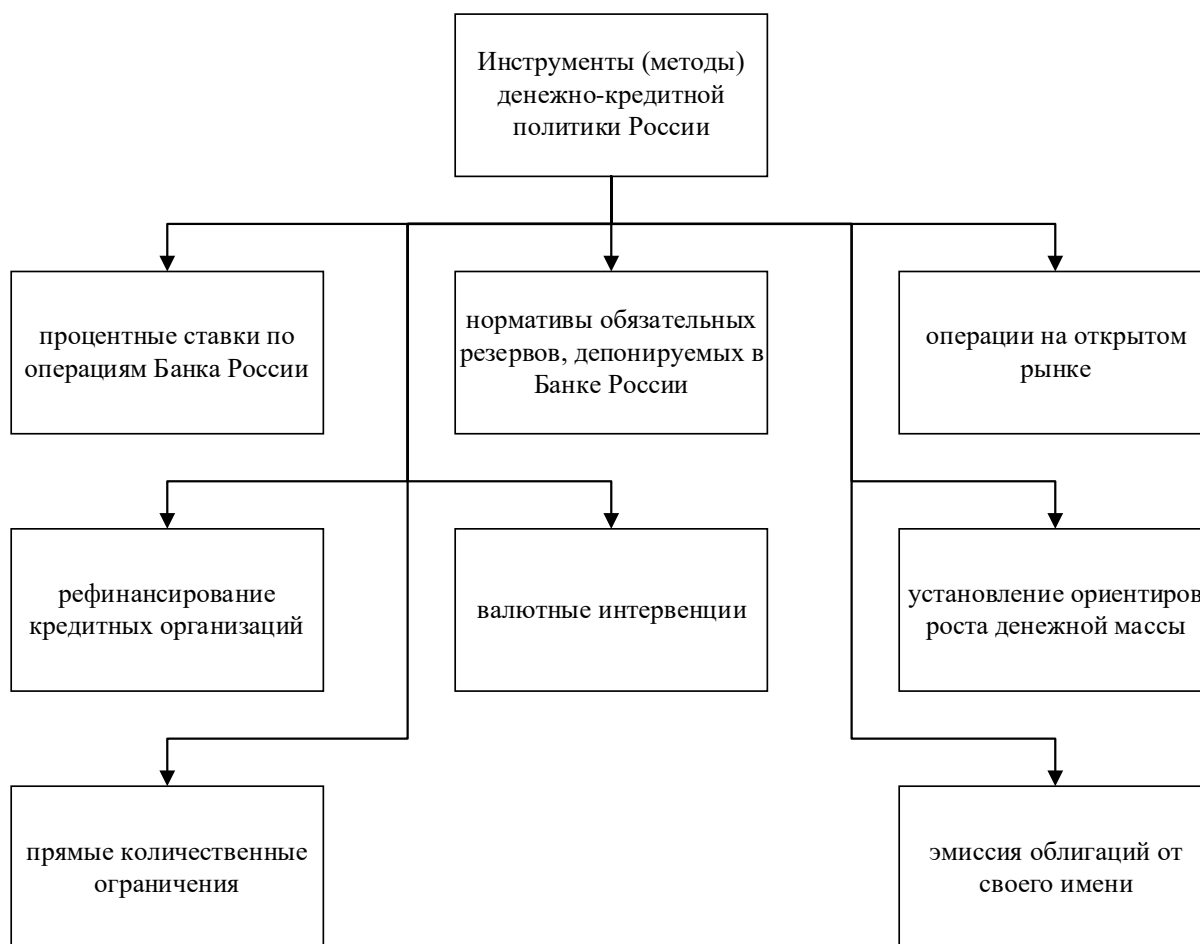 Инструменты (методы)
денежно-кредитной
политики России
процентные ставки по
операциям Банка России
нормативы обязательных
резервов, депонируемых в
Банке России
операции на открытом
рынке
рефинансирование
кредитных организаций
валютные интервенции
установление ориентиров
роста денежной массы
прямые количественные
ограничения
эмиссия облигаций от
своего имени